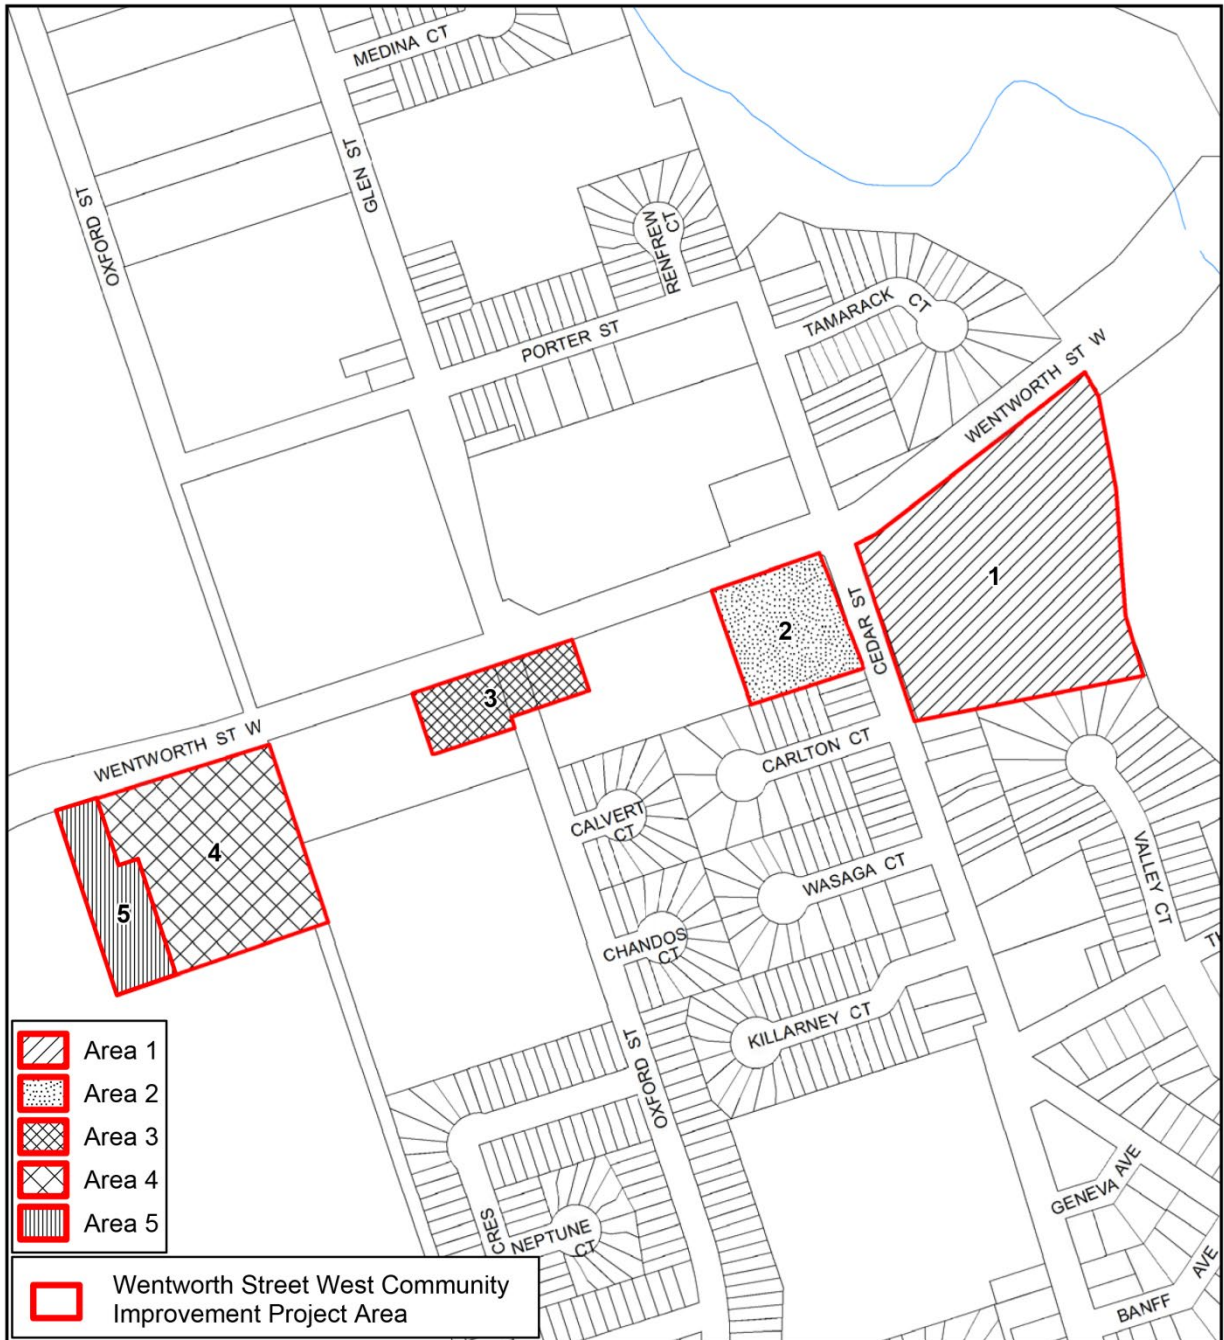 MEDINA CT
OXFORD ST
GLEN ST
RENFREW
CT
PORTER ST
TAMARACK
CT
WENTWORTH ST W
1
2
CEDAR ST
3
WENTWORTH ST W
4
5
CARLTON CT
CALVERT
CT
WASAGA CT
VALLEY CT
CHANDOS
CT
KILLARNEY CT
OXFORD ST
GENEVA AVE
CRES
NEPTUNE
CT
BANFF
AVE
Area 1
Area 2
Area 3
Area 4
Area 5
Wentworth Street West Community
Improvement Project Area